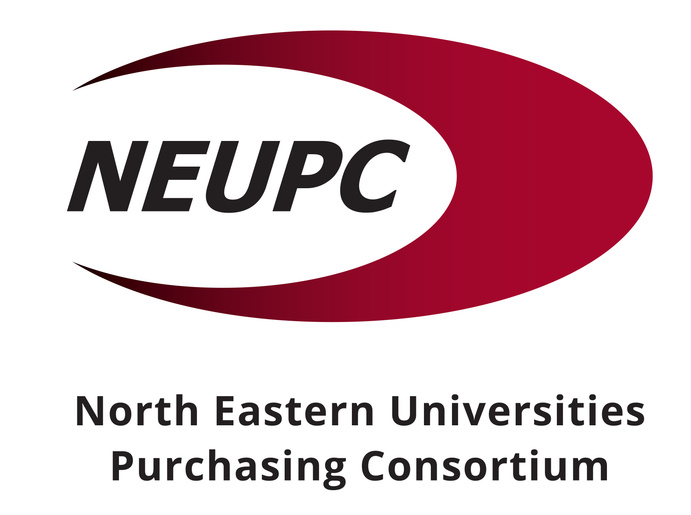 NEUPC
North Eastern Universities
Purchasing Consortium